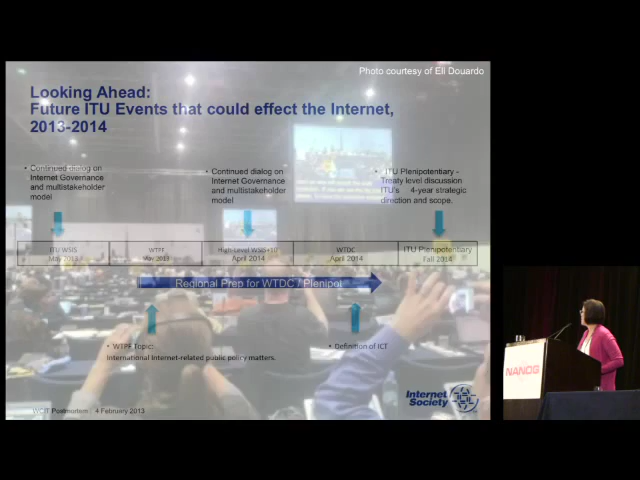 Photo courtesy of Eli Douardo
Looking Ahead:
Future ITU Events that could effect the Internet,
2013-2014
• Continued dialog on
Internet Governance
and multistakeholder
model
• Continued dialog on
Internet Governance
and multistakeholder
model
• ITU Plenipotentiary -
Treaty level discussion
ITU's 4-year strategic
direction and scope.
ITU WSIS
May 2013
WTPF
May 2013
High-Level WSIS+10
April 2014
WTDC
April 2014
ITU Plenipotentiary
Fall 2014
Regional Prep for WTDC / Plenipot
• WTPF Topic:
International Internet-related public policy matters.
• Definition of ICT
Internet
Society
WCIT Postmortem 4 February 2013
NANOG